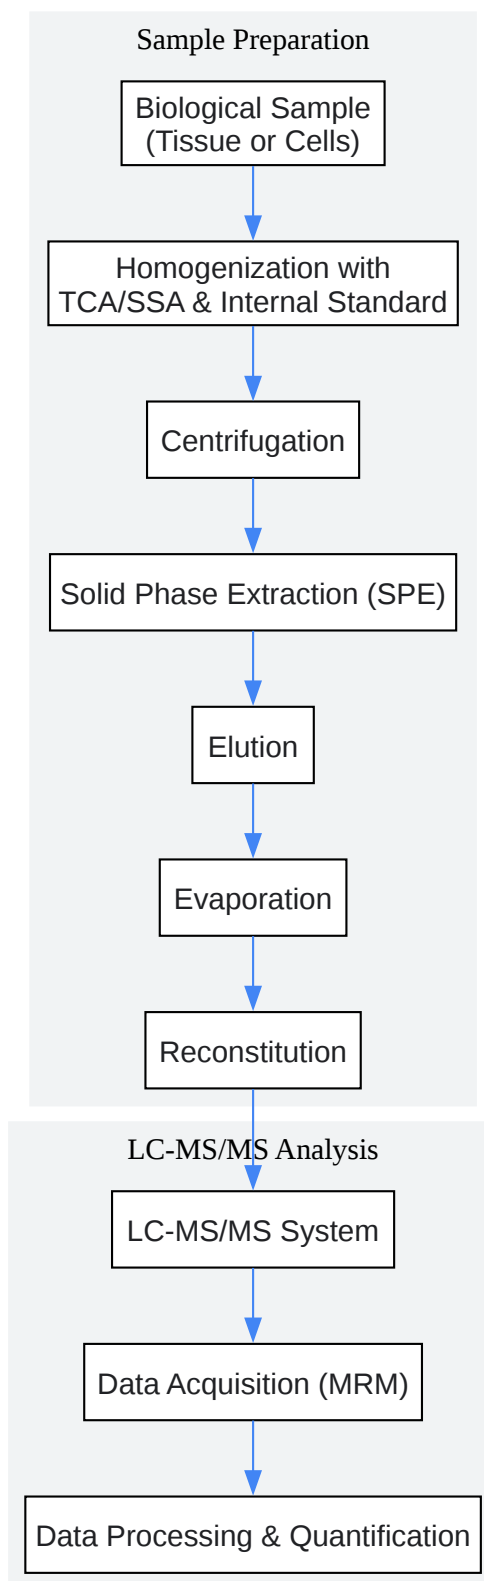 Sample Preparation
Biological Sample
(Tissue or Cells)
Homogenization with
TCA/SSA & Internal Standard
Centrifugation
Solid Phase Extraction (SPE)
Elution
Evaporation
Reconstitution
LC-MS/MS Analysis
LC-MS/MS System
Data Acquisition (MRM)
Data Processing & Quantification